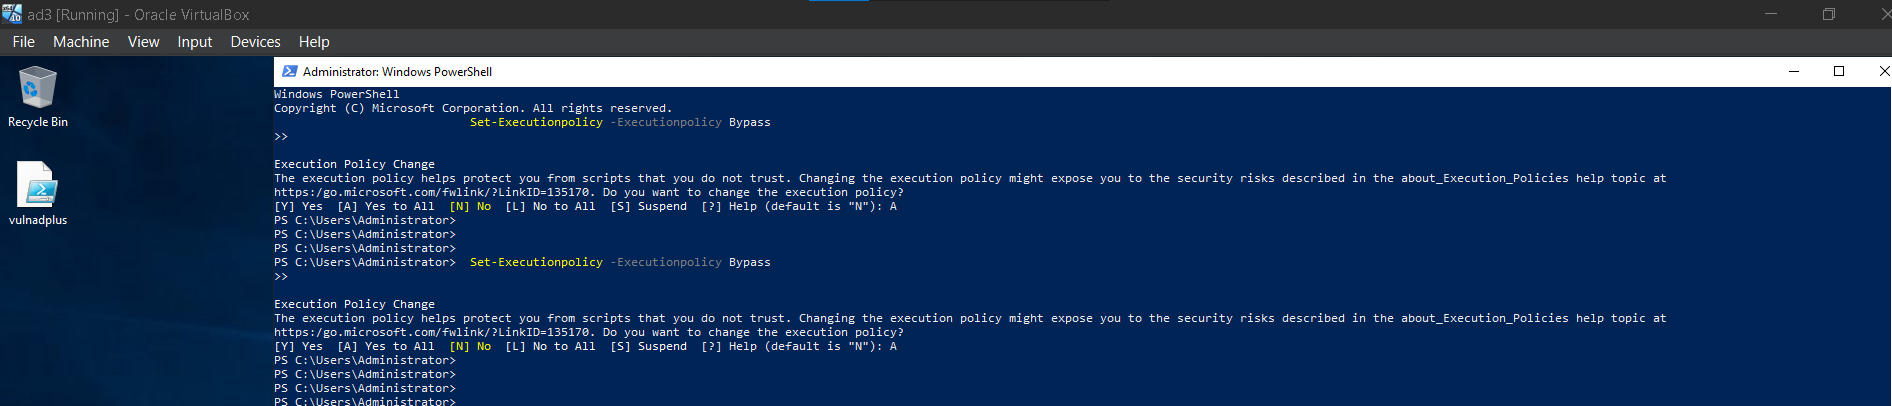 ad3 [Running] - Oracle VirtualBox
File Machine View Input Devices Help
Recycle Bin
vulnadplus
Administrator: Windows PowerShell
Windows PowerShell
Copyright (C) Microsoft Corporation. All rights reserved.
Set-Executionpolicy -Executionpolicy Bypass
>>
Execution Policy Change
The execution policy helps protect you from scripts that you do not trust. Changing the execution policy might expose you to the security risks described in the about_Execution_Policies help topic at
https:/go.microsoft.com/fwlink/?LinkID=135170. Do you want to change the execution policy?
[Y] Yes [A] Yes to All [N] No [L] No to All [S] Suspend [?] Help (default is "N"): A
PS C:\Users\Administrator>
PS C:\Users\Administrator>
PS C:\Users\Administrator>
PS C:\Users\Administrator> Set-Executionpolicy -Executionpolicy Bypass
>>
Execution Policy Change
The execution policy helps protect you from scripts that you do not trust. Changing the execution policy might expose you to the security risks described in the about_Execution_Policies help topic at
https:/go.microsoft.com/fwlink/?LinkID=135170. Do you want to change the execution policy?
[Y] Yes [A] Yes to All [N] No [L] No to All [S] Suspend [?] Help (default is "N"): A
PS C:\Users\Administrator>
PS C:\Users\Administrator>
PS C:\Users\Administrator>
PS C:\Users\Administrator>